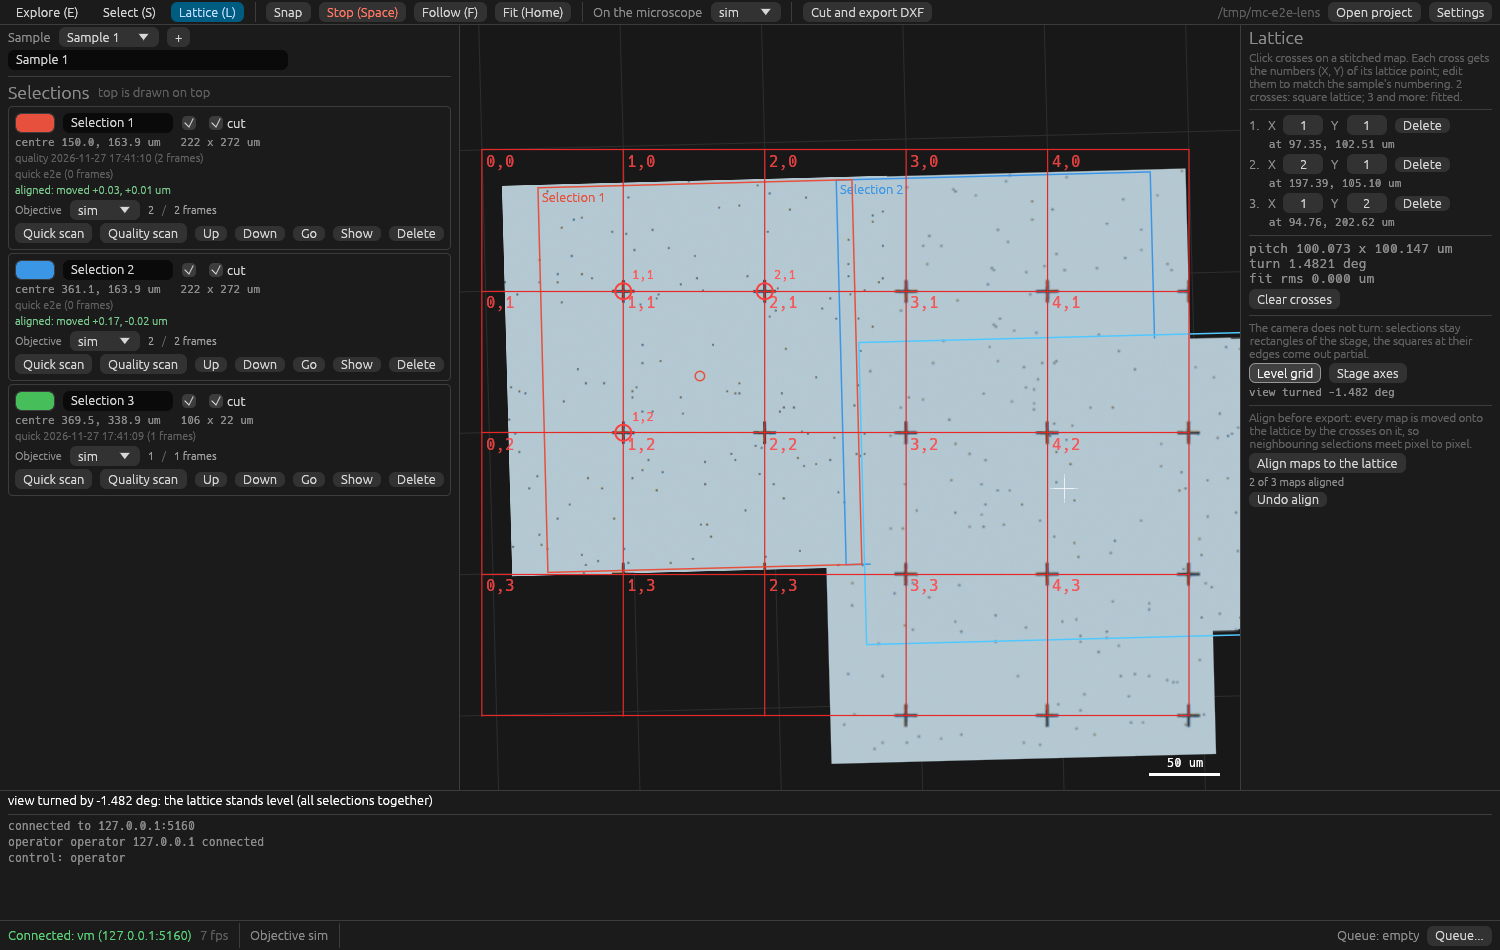 Explore (E) Select (S) Lattice (L) Snap Stop (Space) Follow (F) Fit (Home) On the microscope sim Cut and export DXF /tmp/mc-e2e-lens Open project Settings
Sample Sample 1 +
Sample 1
Selections top is drawn on top
Selection 1 cut
centre 150.0, 163.9 um 222 x 272 um
quality 2026-11-27 17:41:10 (2 frames)
quick e2e (0 frames)
aligned: moved +0.03, +0.01 um
Objective sim 2 / 2 frames
Quick scan Quality scan Up Down Go Show Delete
Selection 2 cut
centre 361.1, 163.9 um 222 x 272 um
quick e2e (0 frames)
aligned: moved +0.17, -0.02 um
Objective sim 2 / 2 frames
Quick scan Quality scan Up Down Go Show Delete
Selection 3 cut
centre 369.5, 338.9 um 106 x 22 um
quick 2026-11-27 17:41:09 (1 frames)
Objective sim 1 / 1 frames
Quick scan Quality scan Up Down Go Show Delete
0,0 1,0 2,0 3,0 4,0
Selection 1 Selection 2
1,1 2,1
0,1 1,1 2,1 3,1 4,1
1,2
0,2 1,2 2,2 3,2 4,2
0,3 1,3 2,3 3,3 4,3
50 um
Lattice
Click crosses on a stitched map. Each cross gets
the numbers (X, Y) of its lattice point; edit
them to match the sample's numbering. 2
crosses: square lattice; 3 and more: fitted.
1. X 1 Y 1 Delete
at 97.35, 102.51 um
2. X 2 Y 1 Delete
at 197.39, 105.10 um
3. X 1 Y 2 Delete
at 94.76, 202.62 um
pitch 100.073 x 100.147 um
turn 1.4821 deg
fit rms 0.000 um
Clear crosses
The camera does not turn: selections stay
rectangles of the stage, the squares at their
edges come out partial.
Level grid Stage axes
view turned -1.482 deg
Align before export: every map is moved onto
the lattice by the crosses on it, so
neighbouring selections meet pixel to pixel.
Align maps to the lattice
2 of 3 maps aligned
Undo align
view turned by -1.482 deg: the lattice stands level (all selections together)
connected to 127.0.0.1:5160
operator operator 127.0.0.1 connected
control: operator
Connected: vm (127.0.0.1:5160) 7 fps Objective sim Queue: empty Queue...